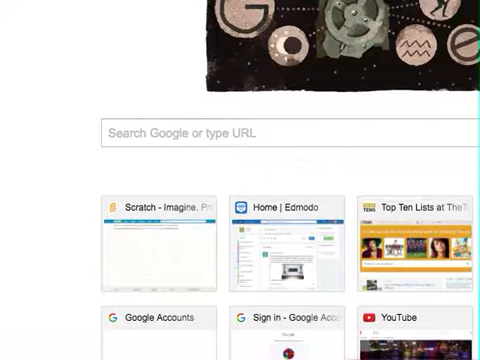 G
e
Search Google or type URL
Scratch - Imagine, Pr
Home | Edmodo
Top Ten Lists at TheT
Google Accounts
Sign in - Google Acc
YouTube